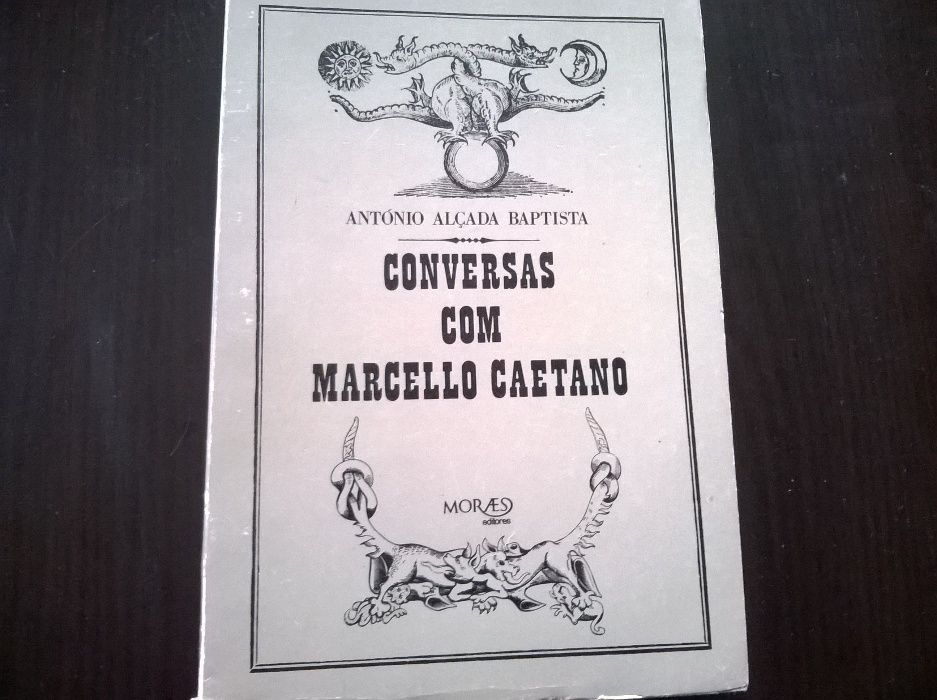 ANTÓNIO ALÇADA BAPTISTA
CONVERSAS
COM
MARCELLO CAETANO
MORÆS
editores